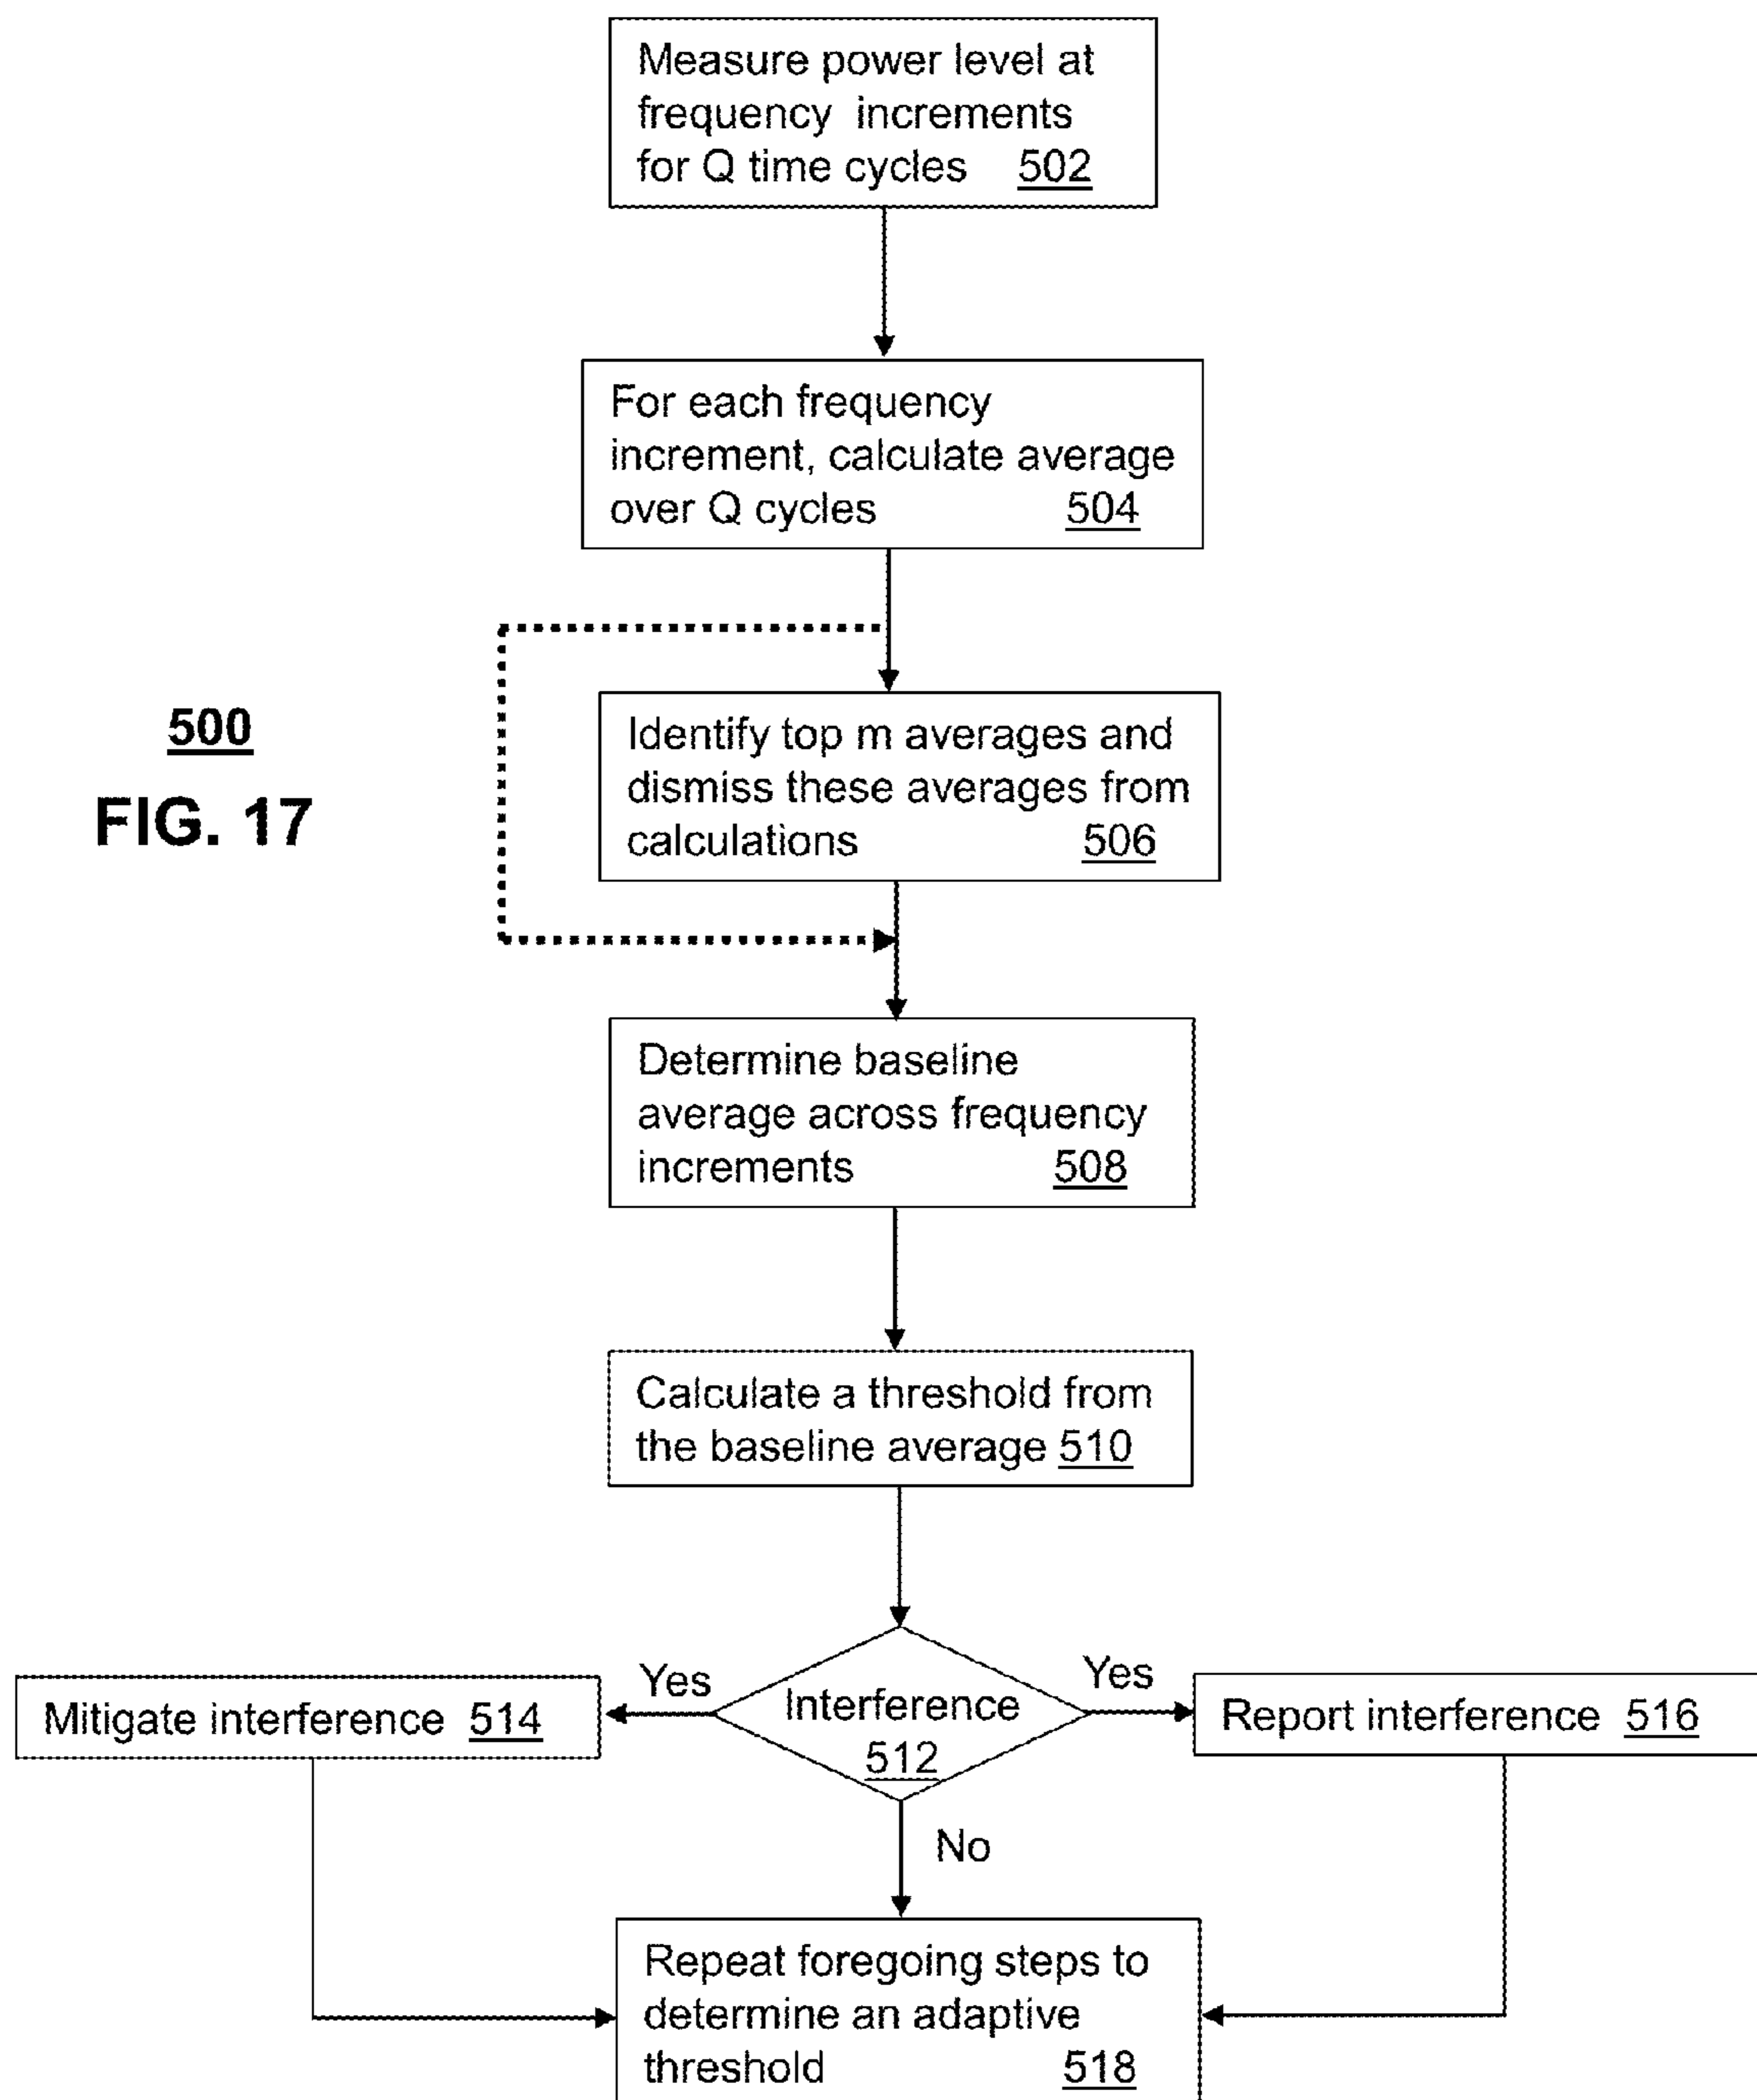 Measure power level at
frequency increments
for Q time cycles 502
For each frequency
increment, calculate average
over Q cycles 504
500
FIG. 17
Identify top m averages and
dismiss these averages from
calculations 506
Determine baseline
average across frequency
increments 508
Calculate a threshold from
the baseline average 510
Yes
Yes
Mitigate interference 514
Interference
512
Report interference 516
No
Repeat foregoing steps to
determine an adaptive
threshold 518